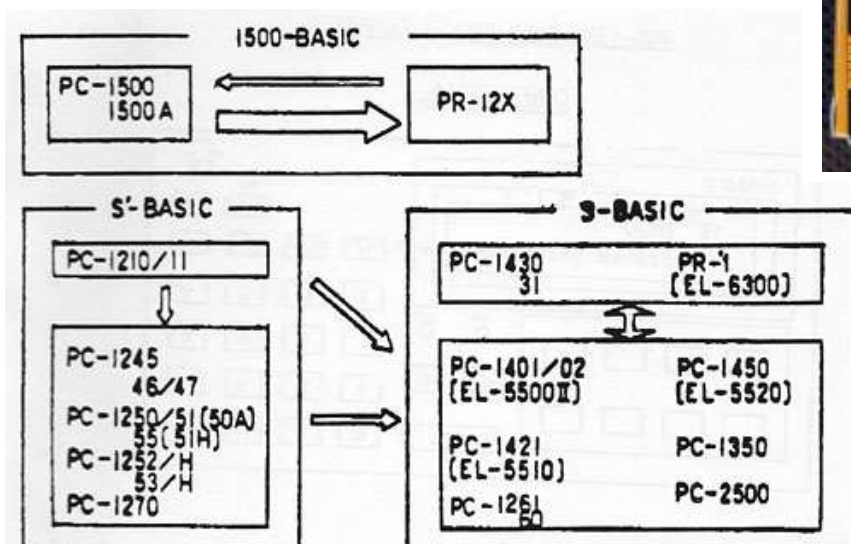 1500-BASIC
PC-1500
1500A
PR-12X
S'-BASIC
PC-1210/11
PC-1245
46/47
PC-1250/51(50A)
55(51H)
PC-1252/H
53/H
PC-1270
S-BASIC
PC-1430
31
PR-1
(EL-6300)
PC-1401/02
(EL-5500II)
PC-1421
(EL-5510)
PC-1261
60
PC-1450
(EL-5520)
PC-1350
PC-2500